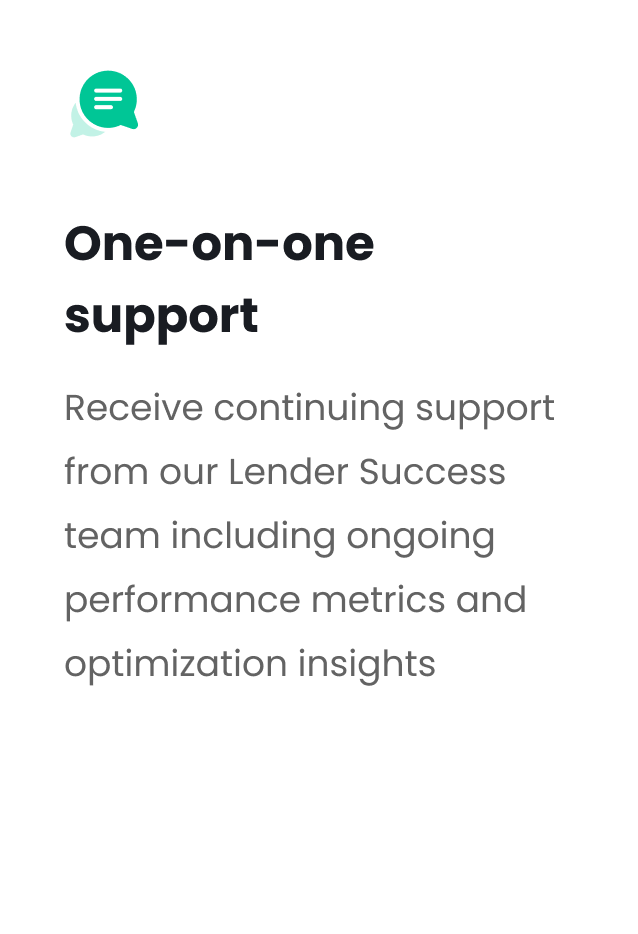 One-on-one
support
Receive continuing support
from our Lender Success
team including ongoing
performance metrics and
optimization insights